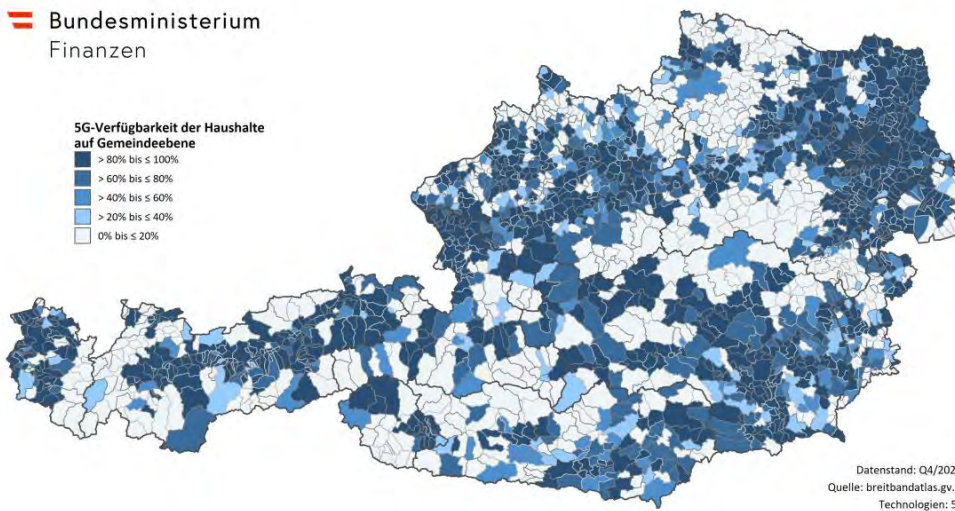 Bundesministerium
Finanzen
5G-Verfügbarkeit der Haushalte
auf Gemeindeebene
> 80% bis ≤ 100%
> 60% bis ≤ 80%
> 40% bis ≤ 60%
> 20% bis ≤ 40%
0% bis ≤ 20%
Datenstand: Q4/202
Quelle: breitbandatlas.gv.
Technologien: 5